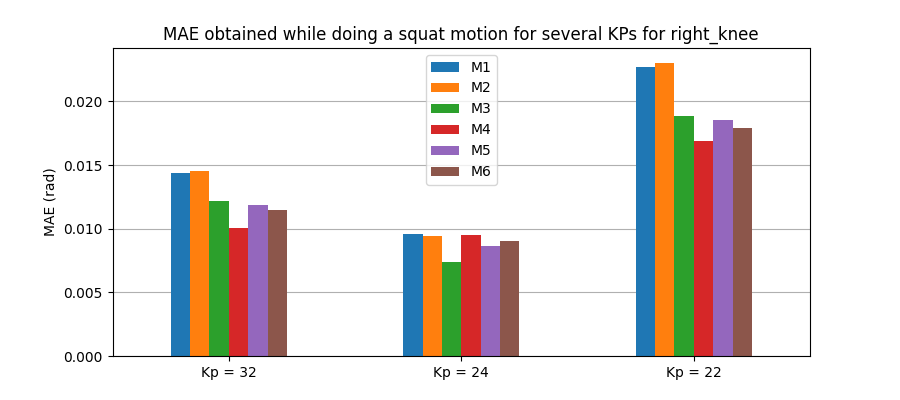 MAE obtained while doing a squat motion for several KPs for right_knee
M1
M2
M3
M4
M5
M6
0.020
0.015
0.010
0.005
0.000
MAE (rad)
Kp = 32
Kp = 24
Kp = 22